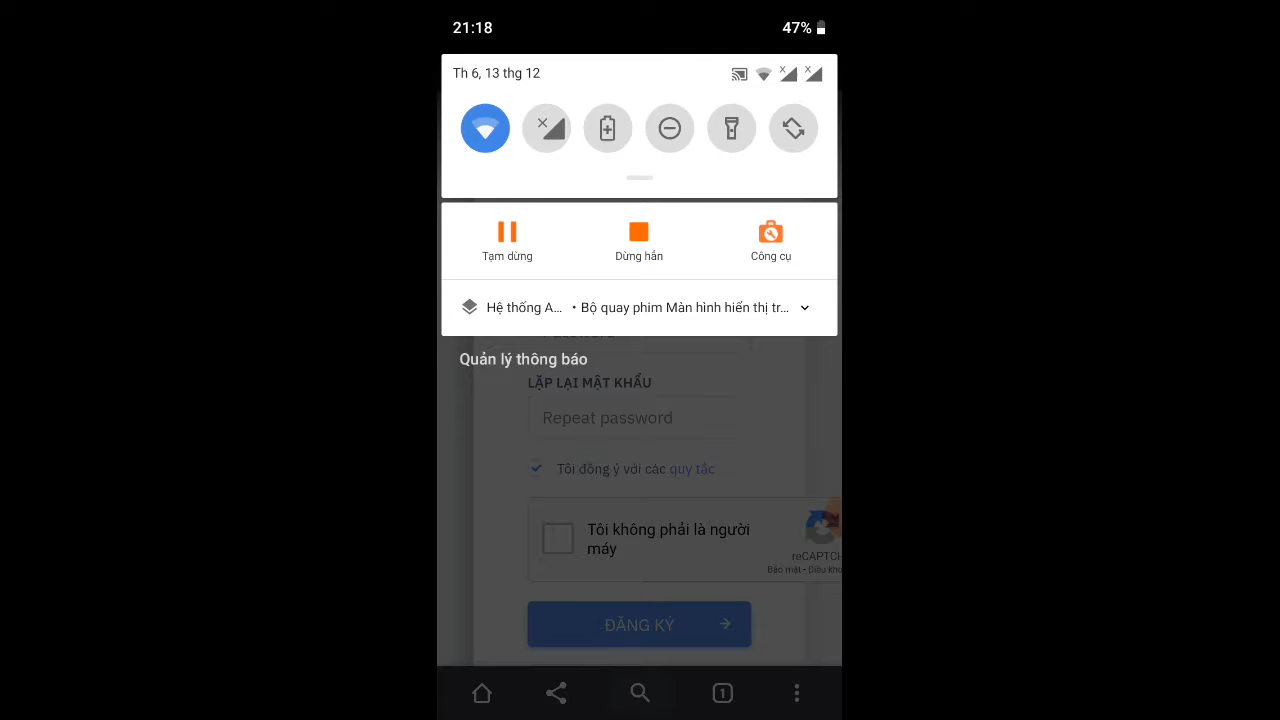 21:18 47%
Th 6, 13 thg 12
Tạm dừng Dừng hẳn Công cụ
Hệ thống A... • Bộ quay phim Màn hình hiển thị tr...
Quản lý thông báo
LẶP LẠI MẬT KHẨU
Repeat password
Tôi đồng ý với các quy tắc
Tôi không phải là người
máy
reCAPTCH
Bảo mật - Điều kho
ĐĂNG KÝ
1